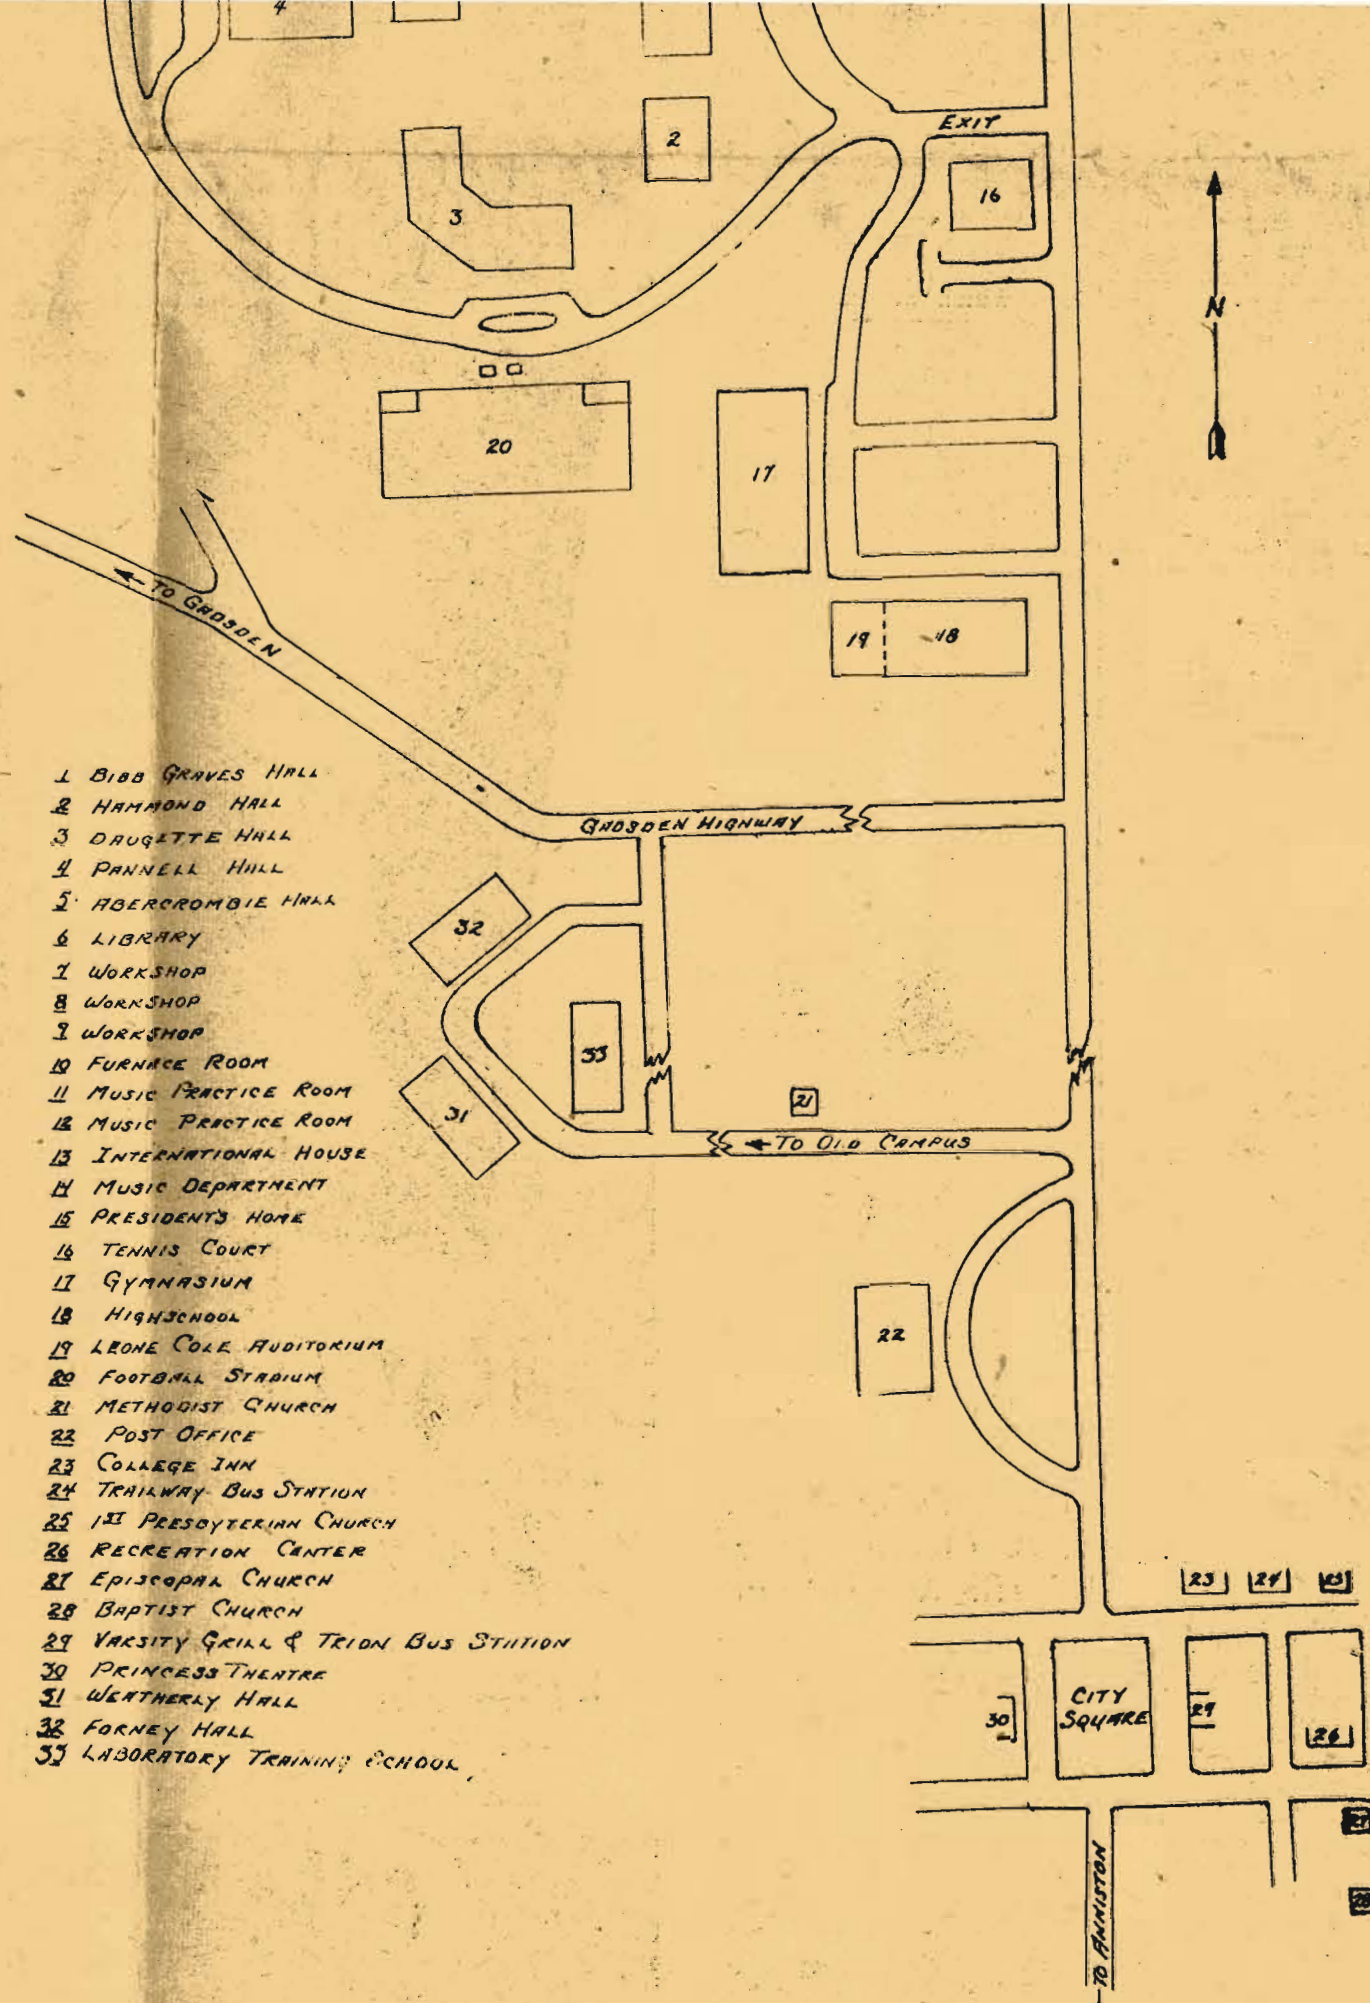 4
EXIT
2
16
3
N
20
17
TO GADSDEN
19
18
1 BIBB GRAVES HALL
2 HAMMOND HALL
3 DAUGETTE HALL
4 PANNELL HALL
5 ABERCROMBIE HALL
6 LIBRARY
7 WORKSHOP
8 WORKSHOP
9 WORKSHOP
10 FURNACE ROOM
11 MUSIC PRACTICE ROOM
12 MUSIC PRACTICE ROOM
13 INTERNATIONAL HOUSE
14 MUSIC DEPARTMENT
15 PRESIDENT'S HOME
16 TENNIS COURT
17 GYMNASIUM
18 HIGHSCHOOL
19 LEONE COLE AUDITORIUM
20 FOOTBALL STADIUM
21 METHODIST CHURCH
22 POST OFFICE
23 COLLEGE INN
24 TRAILWAY BUS STATION
25 1ST PRESBYTERIAN CHURCH
26 RECREATION CENTER
27 EPISCOPAL CHURCH
28 BAPTIST CHURCH
29 VARSITY GRILL & TRION BUS STATION
30 PRINCESS THEATRE
31 WEATHERLY HALL
32 FORNEY HALL
33 LABORATORY TRAINING SCHOOL
GADSDEN HIGHWAY
32
33
31
21
TO OLD CAMPUS
22
23
24
25
CITY
SQUARE
30
29
26
27
28
TO ANNISTON